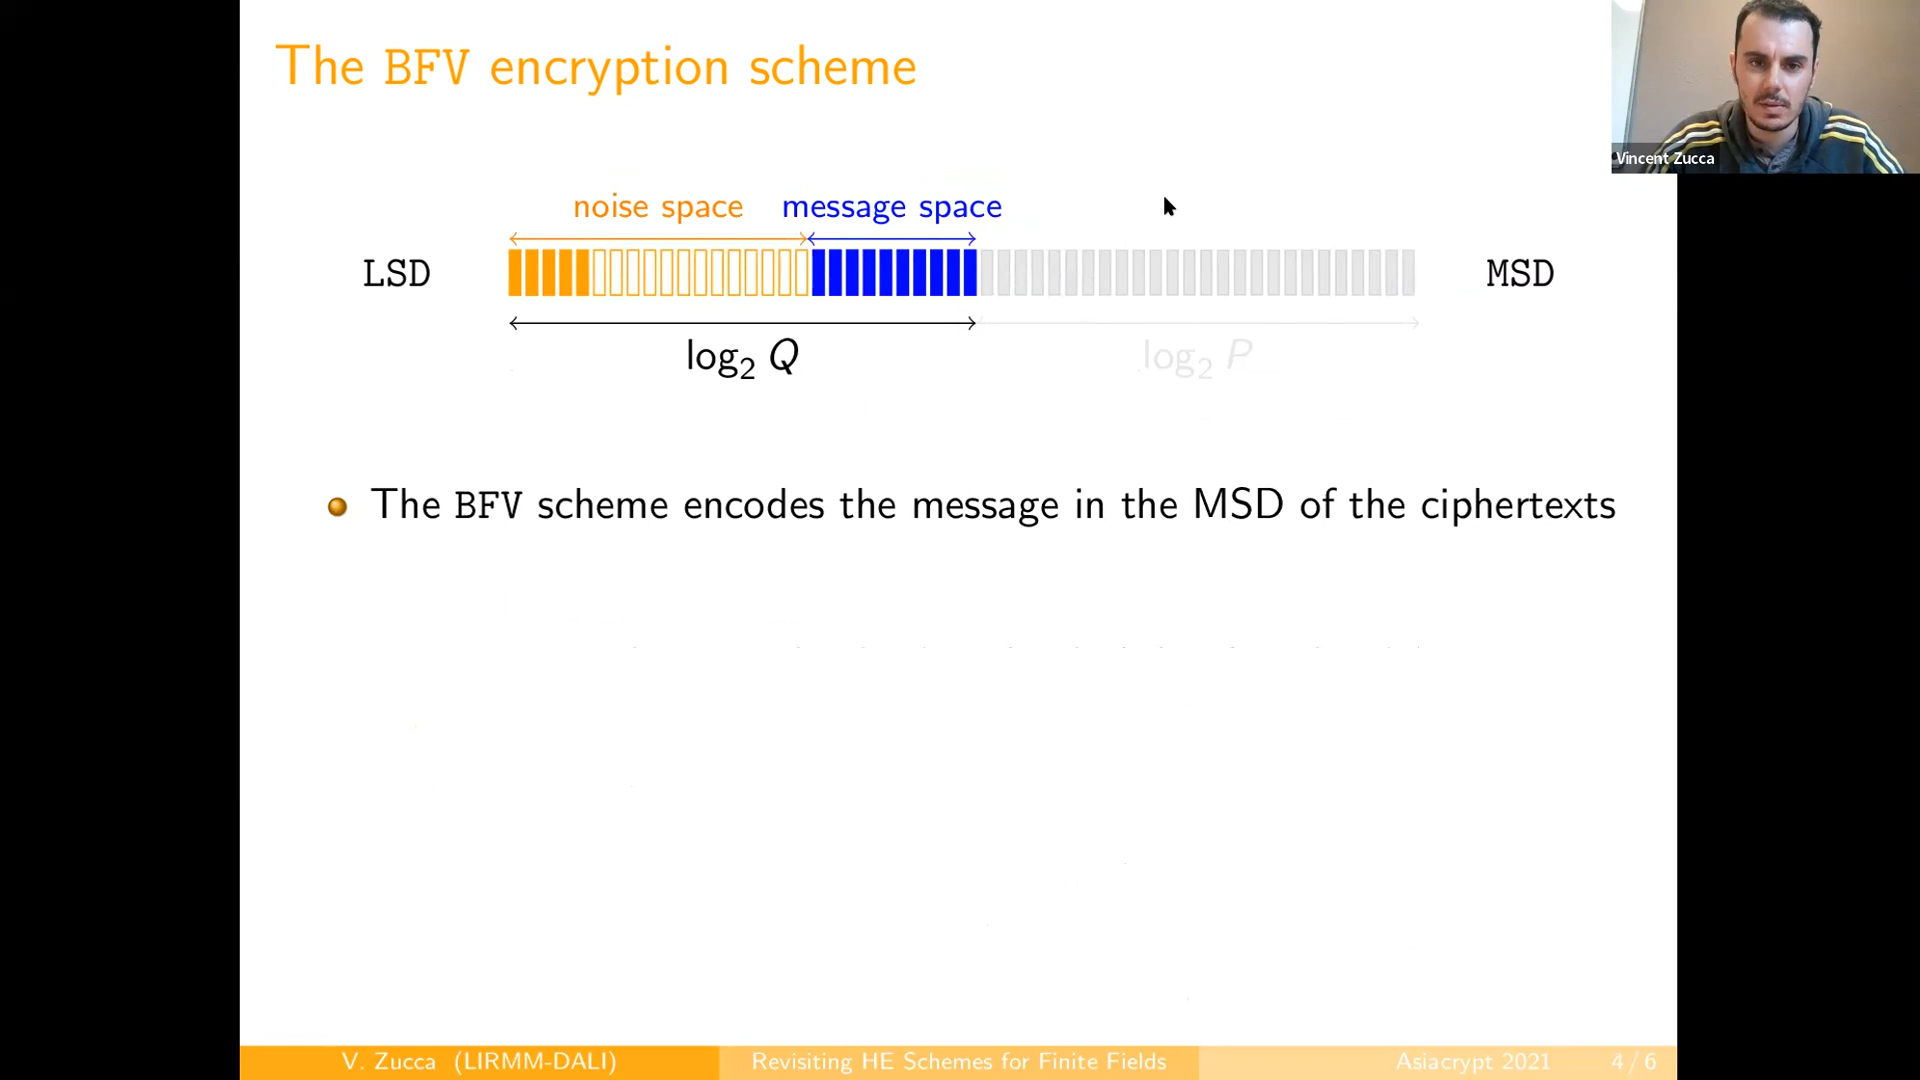 The BFV encryption scheme
Vincent Zucca
noise space message space
LSD MSD
log₂ Q log₂ P
The BFV scheme encodes the message in the MSD of the ciphertexts
V. Zucca (LIRMM-DALI) Revisiting HE Schemes for Finite Fields Asiacrypt 2021 4 / 6